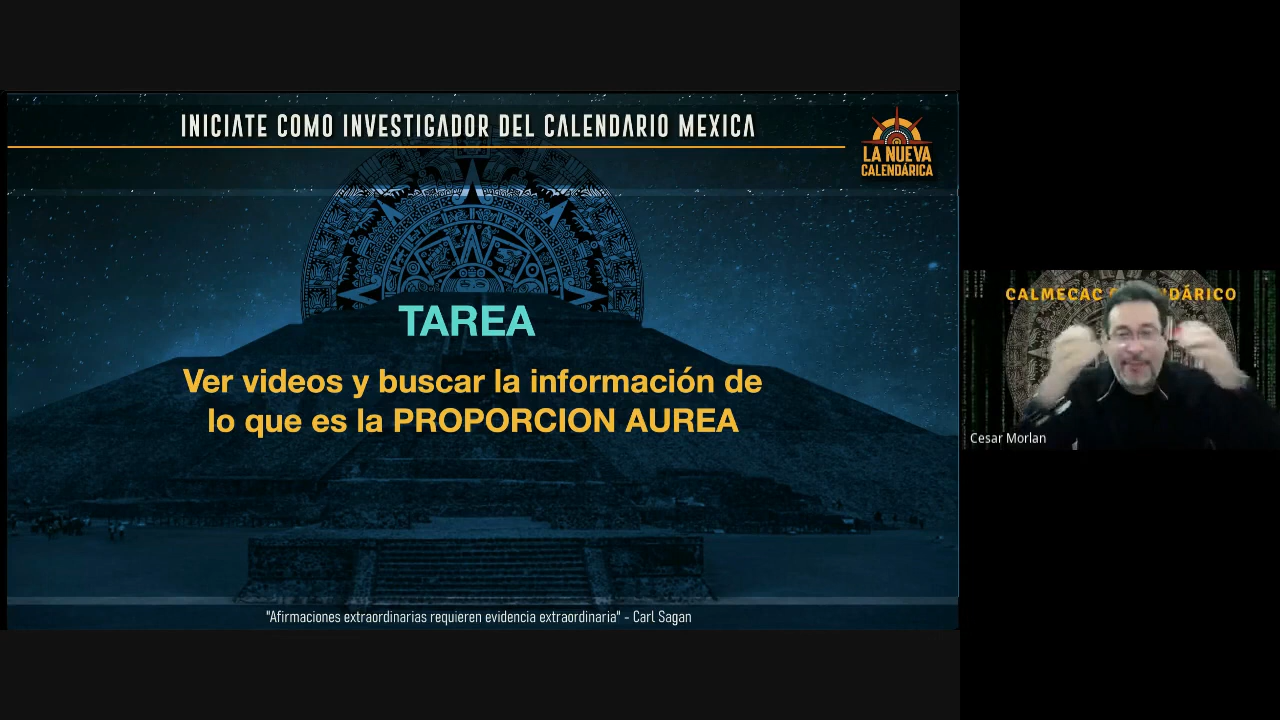 INICIATE COMO INVESTIGADOR DEL CALENDARIO MEXICA
LA NUEVA
CALENDÁRICA
TAREA
Ver videos y buscar la información de
lo que es la PROPORCION AUREA
"Afirmaciones extraordinarias requieren evidencia extraordinaria" - Carl Sagan
CALMECAC
DÁRICO
Cesar Morlan